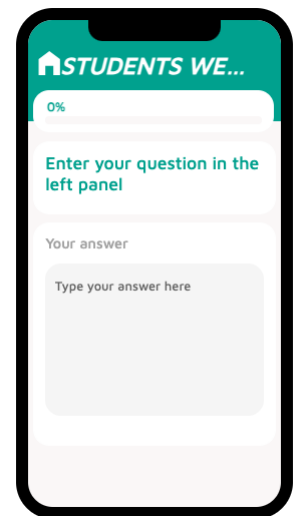 STUDENTS WE...
0%
Enter your question in the
left panel
Your answer
Type your answer here